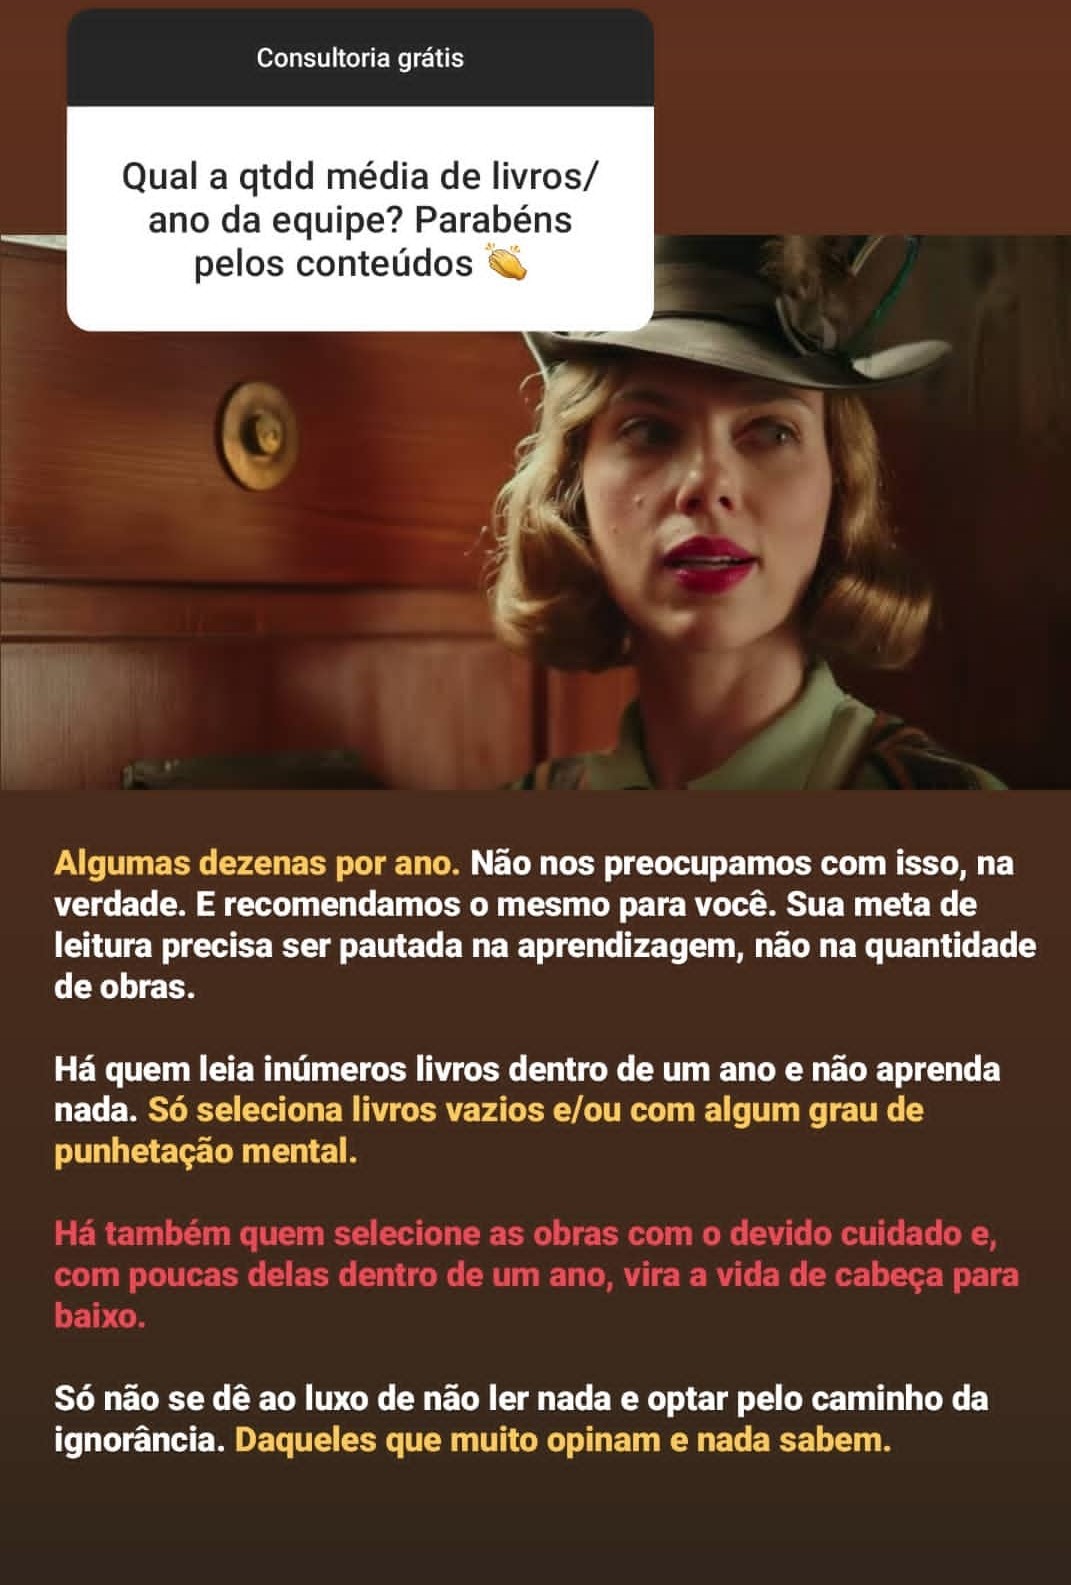 Consultoria grátis
Qual a qtdd média de livros/
ano da equipe? Parabéns
pelos conteúdos 👏
Algumas dezenas por ano. Não nos preocupamos com isso, na
verdade. E recomendamos o mesmo para você. Sua meta de
leitura precisa ser pautada na aprendizagem, não na quantidade
de obras.
Há quem leia inúmeros livros dentro de um ano e não aprenda
nada. Só seleciona livros vazios e/ou com algum grau de
punhetação mental.
Há também quem selecione as obras com o devido cuidado e,
com poucas delas dentro de um ano, vira a vida de cabeça para
baixo.
Só não se dê ao luxo de não ler nada e optar pelo caminho da
ignorância. Daqueles que muito opinam e nada sabem.